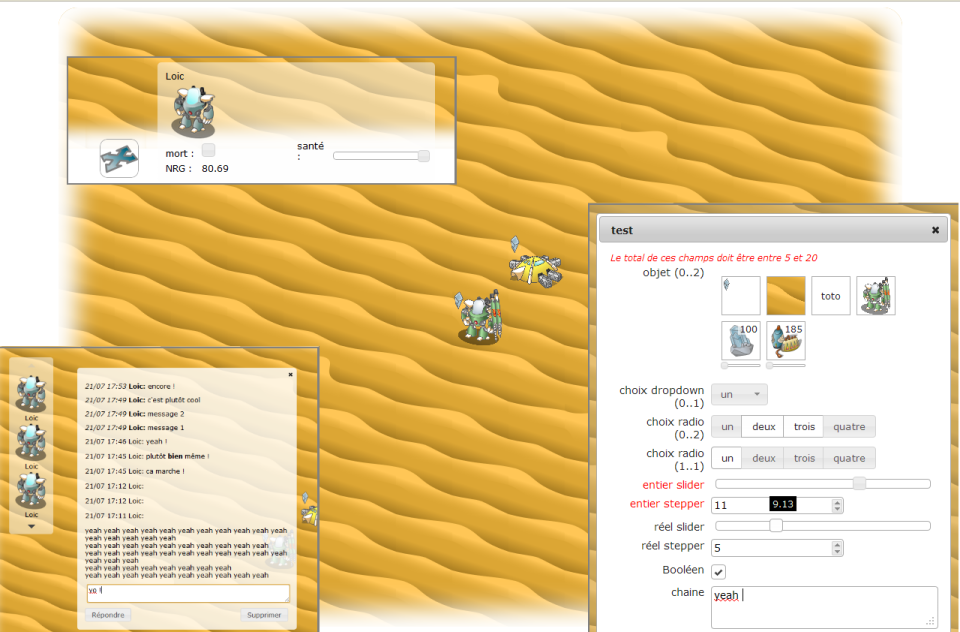 Loic
mort :
santé :
NRG : 80.69
test
Le total de ces champs doit être entre 5 et 20
objet (0..2)
toto
100 185
choix dropdown (0..1)
un
choix radio (0..2)
un deux trois quatre
choix radio (1..1)
un deux trois quatre
entier slider
entier stepper
11
9.13
réel slider
réel stepper
5
Booléen
chaine
yeah
Loic
Loic
Loic
21/07 17:53 Loic: encore !
21/07 17:49 Loic: c'est plutôt cool
21/07 17:49 Loic: message 2
21/07 17:49 Loic: message 1
21/07 17:46 Loic: yeah !
21/07 17:45 Loic: plutôt bien même !
21/07 17:45 Loic: ca marche !
21/07 17:12 Loic:
21/07 17:12 Loic:
21/07 17:11 Loic:
yeah yeah yeah yeah yeah yeah yeah yeah yeah yeah yeah
yeah yeah yeah yeah yeah
yeah yeah yeah yeah yeah yeah yeah yeah yeah yeah
yeah yeah yeah yeah yeah yeah yeah yeah yeah yeah yeah
yeah yeah yeah
yeah yeah yeah yeah yeah yeah yeah yeah
yeah yeah yeah yeah yeah yeah yeah yeah yeah yeah
yo !
Répondre Supprimer